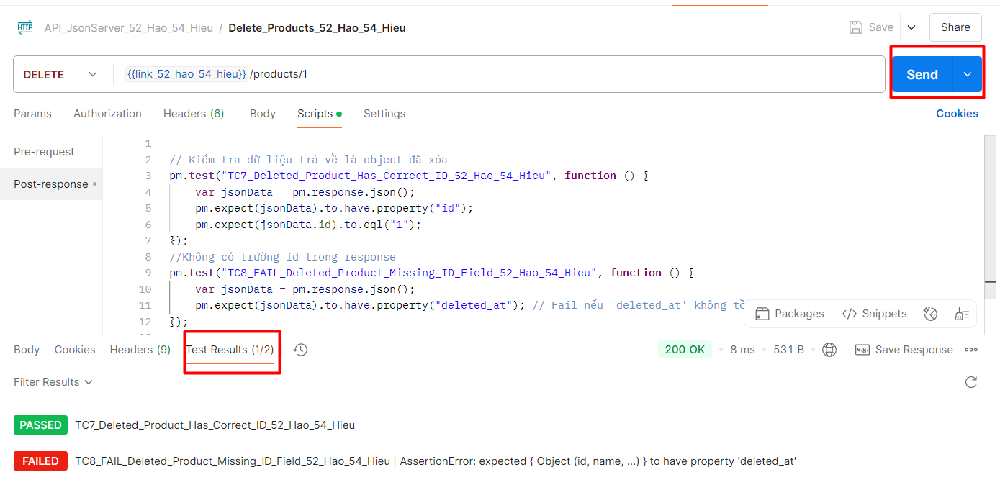 HTTP API_JsonServer_52_Hao_54_Hieu / Delete_Products_52_Hao_54_Hieu Save Share
DELETE {{link_52_hao_54_hieu}} /products/1 Send
Params Authorization Headers (6) Body Scripts Settings Cookies
Pre-request
Post-response
1
2 // Kiểm tra dữ liệu trả về là object đã xóa
3 pm.test("TC7_Deleted_Product_Has_Correct_ID_52_Hao_54_Hieu", function () {
4 var jsonData = pm.response.json();
5 pm.expect(jsonData).to.have.property("id");
6 pm.expect(jsonData.id).to.eql("1");
7 });
8 //Không có trường id trong response
9 pm.test("TC8_FAIL_Deleted_Product_Missing_ID_Field_52_Hao_54_Hieu", function () {
10 var jsonData = pm.response.json();
11 pm.expect(jsonData).to.have.property("deleted_at"); // Fail nếu 'deleted_at' không
12 });
Packages </> Snippets
Body Cookies Headers (9) Test Results (1/2) 200 OK 8 ms 531 B e.g. Save Response
Filter Results
PASSED TC7_Deleted_Product_Has_Correct_ID_52_Hao_54_Hieu
FAILED TC8_FAIL_Deleted_Product_Missing_ID_Field_52_Hao_54_Hieu | AssertionError: expected { Object (id, name, ...) } to have property 'deleted_at'